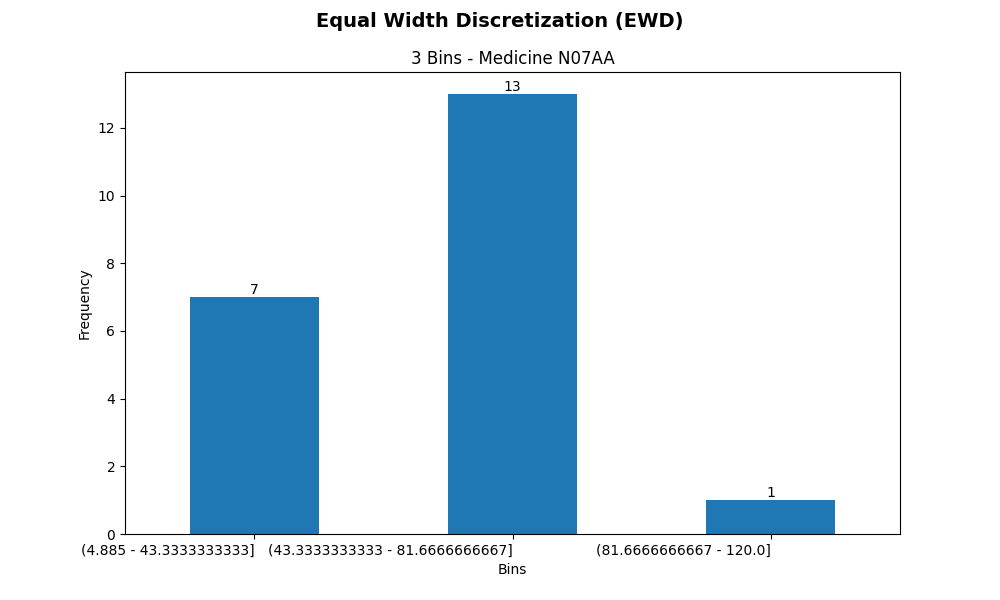 Equal Width Discretization (EWD)
3 Bins - Medicine N07AA
13
12
10
8
7
6
4
2
1
0
Frequency
(4.885 - 43.3333333333] (43.3333333333 - 81.6666666667] (81.6666666667 - 120.0]
Bins